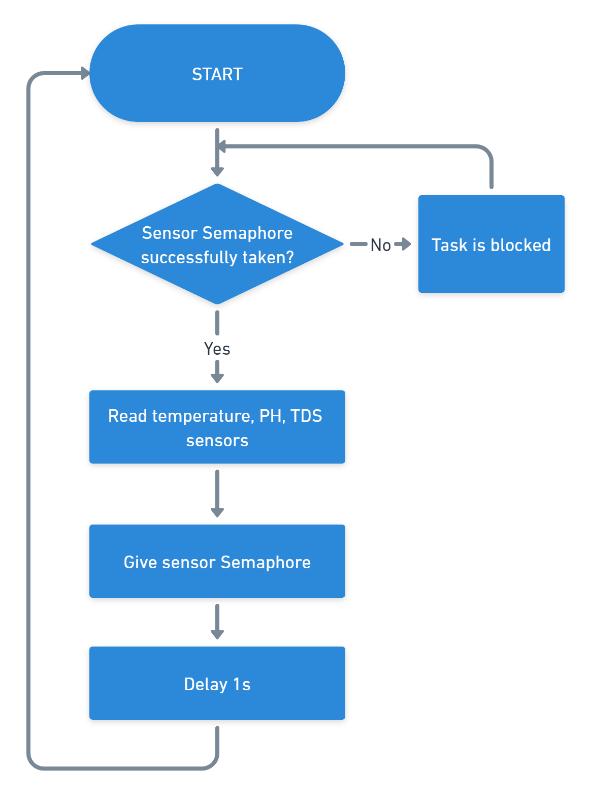 START
Sensor Semaphore
successfully taken?
No
Task is blocked
Yes
Read temperature, PH, TDS
sensors
Give sensor Semaphore
Delay 1s